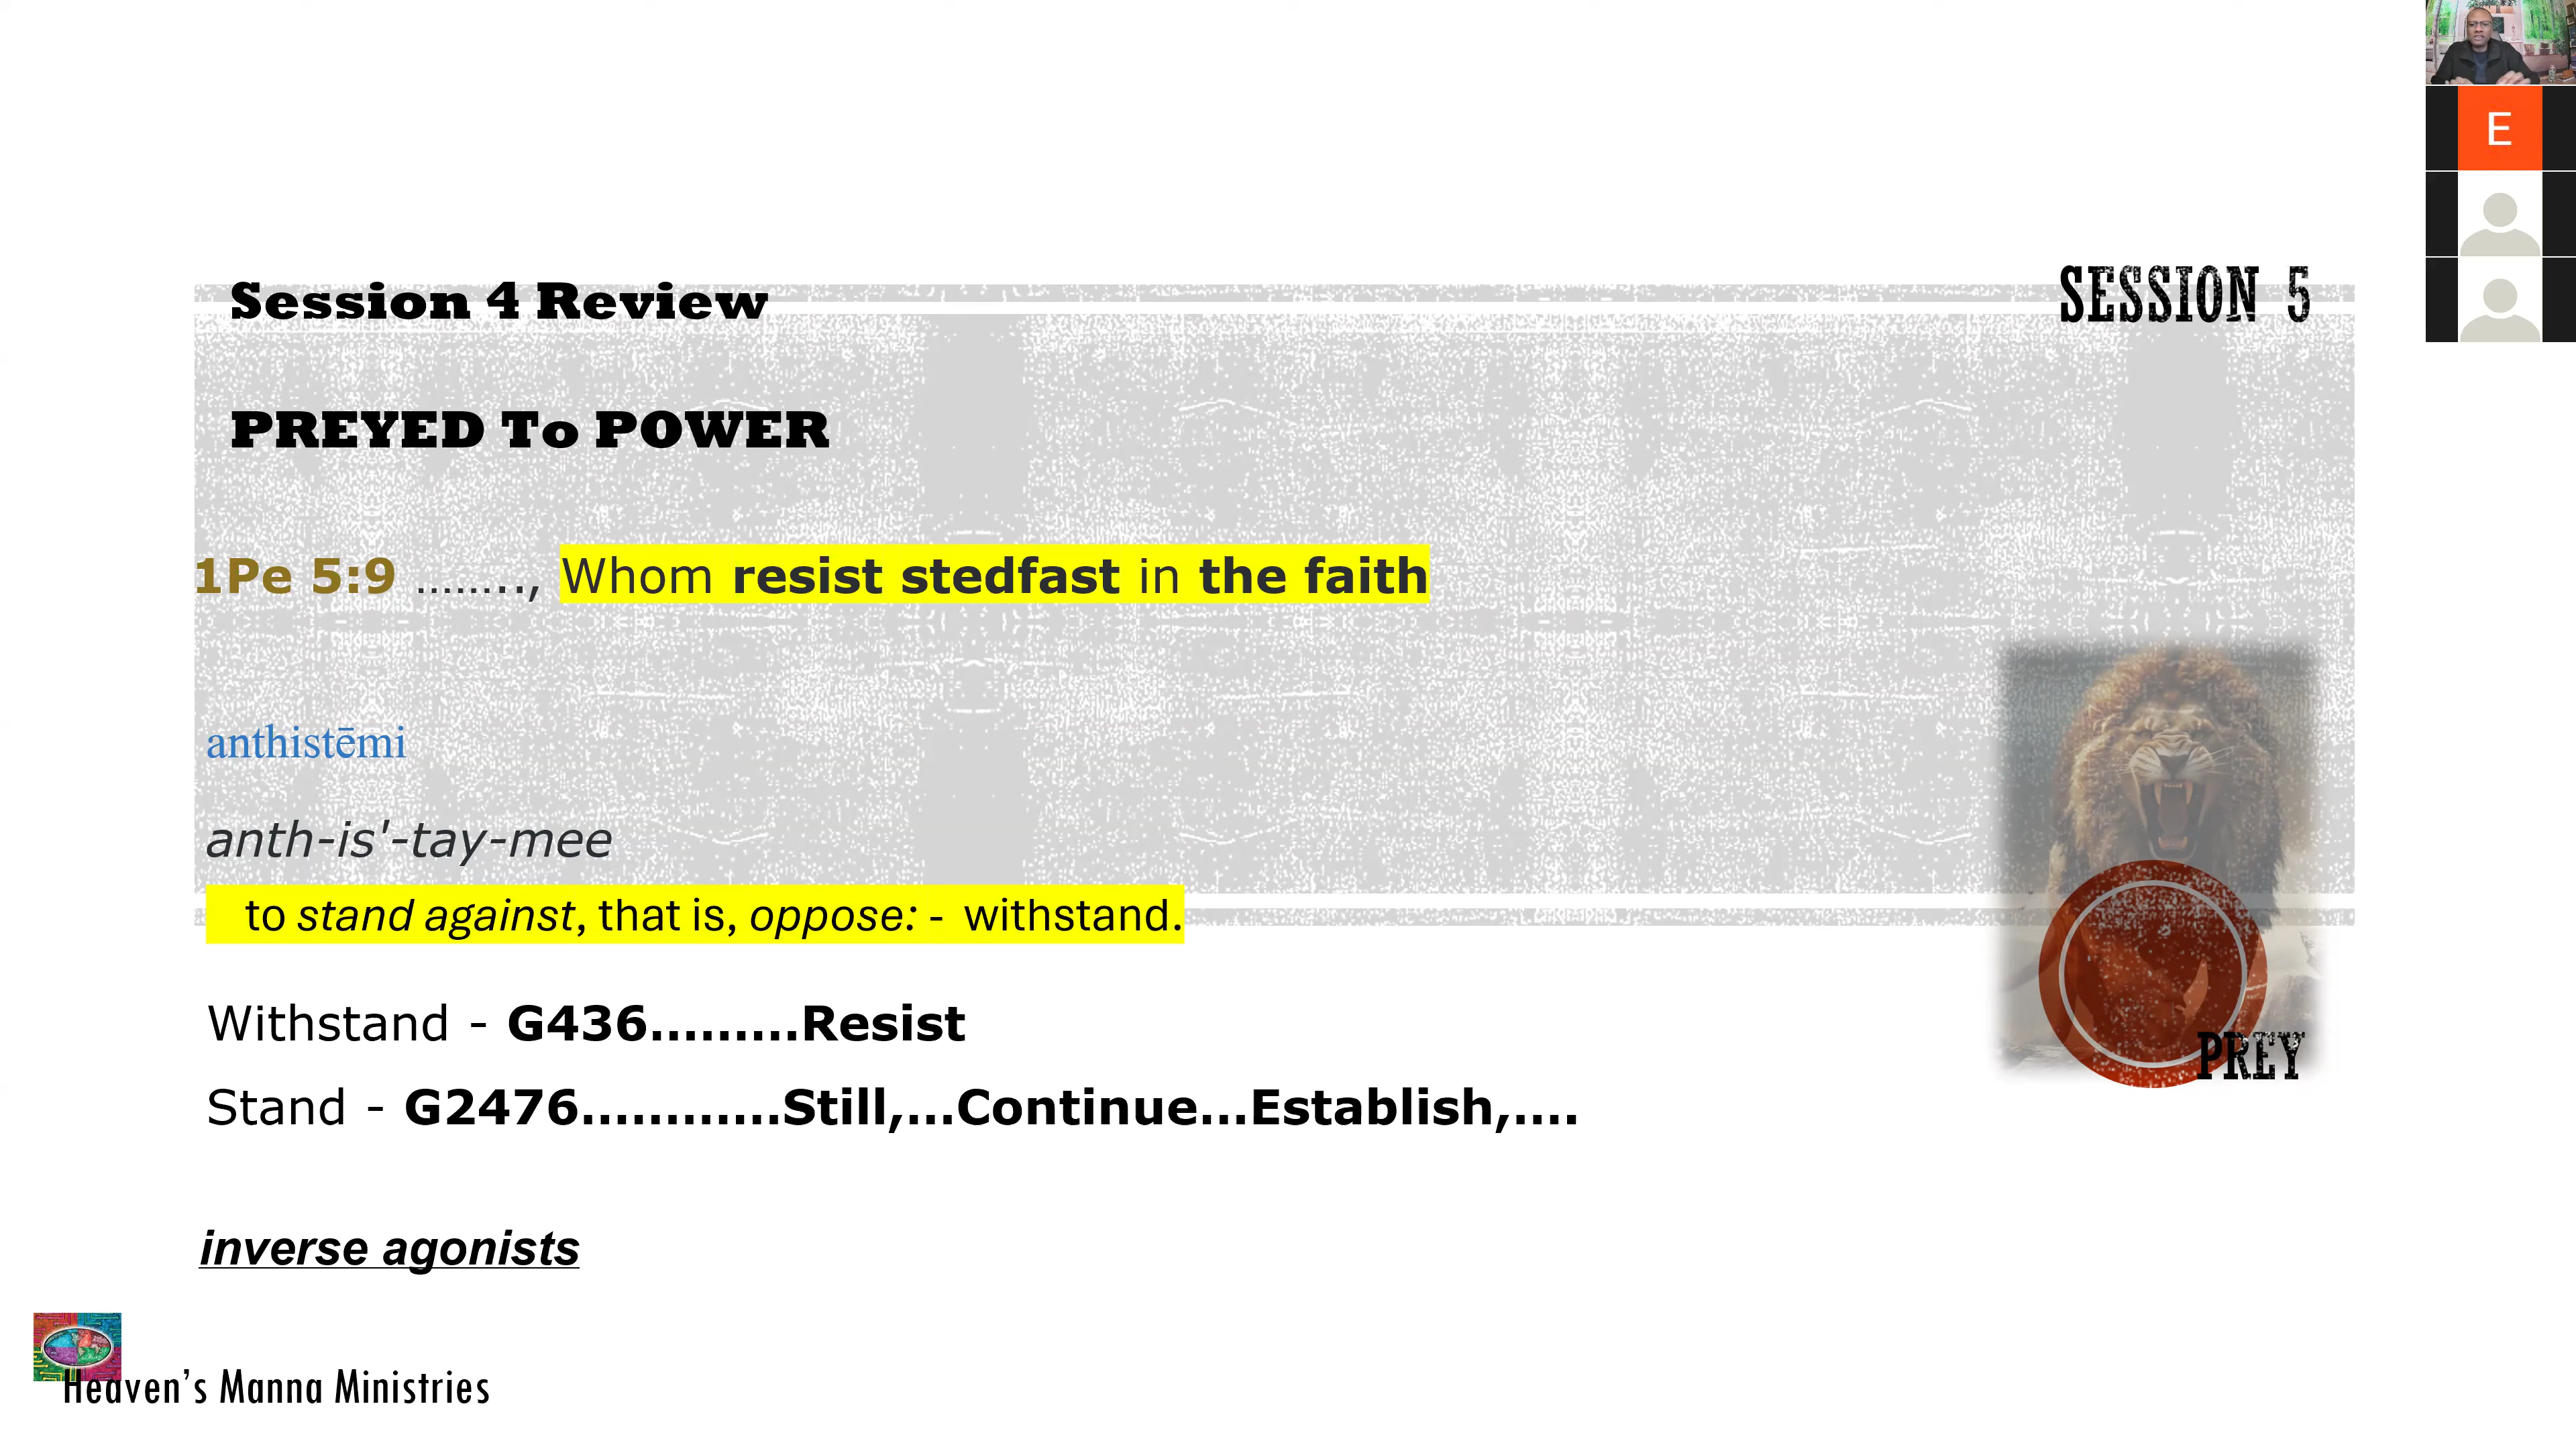 E
SESSION 5
Session 4 Review
PREYED To POWER
1Pe 5:9 ........, Whom resist stedfast in the faith
anthistēmi
anth-is'-tay-mee
to stand against, that is, oppose: - withstand.
Withstand - G436.........Resist
PREY
Stand - G2476............Still,...Continue...Establish,....
inverse agonists
Heaven's Manna Ministries